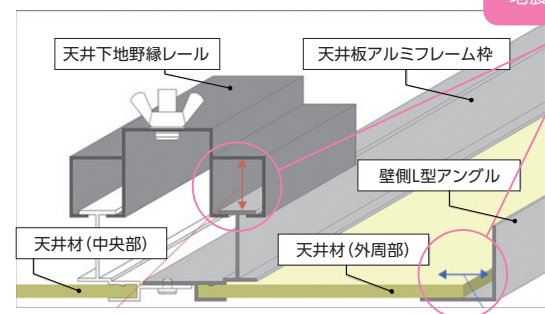 地震
天井下地野縁レール
天井板アルミフレーム枠
壁側L型アングル
天井材（中央部）
天井材（外周部）